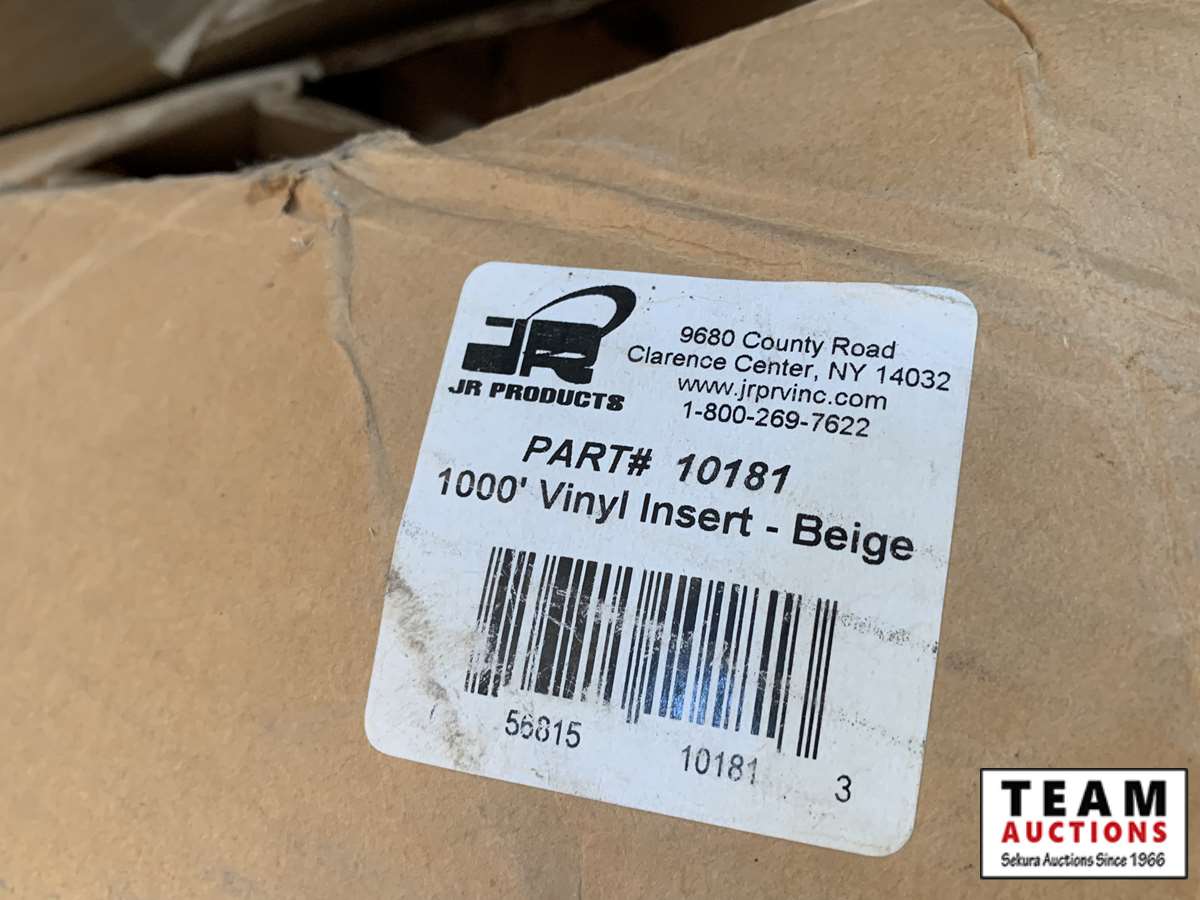 JR
JR PRODUCTS
9680 County Road
Clarence Center, NY 14032
www.jrprvinc.com
1-800-269-7622
PART# 10181
1000' Vinyl Insert - Beige
56815 10181 3
TEAM
AUCTIONS
Sekura Auctions Since 1966